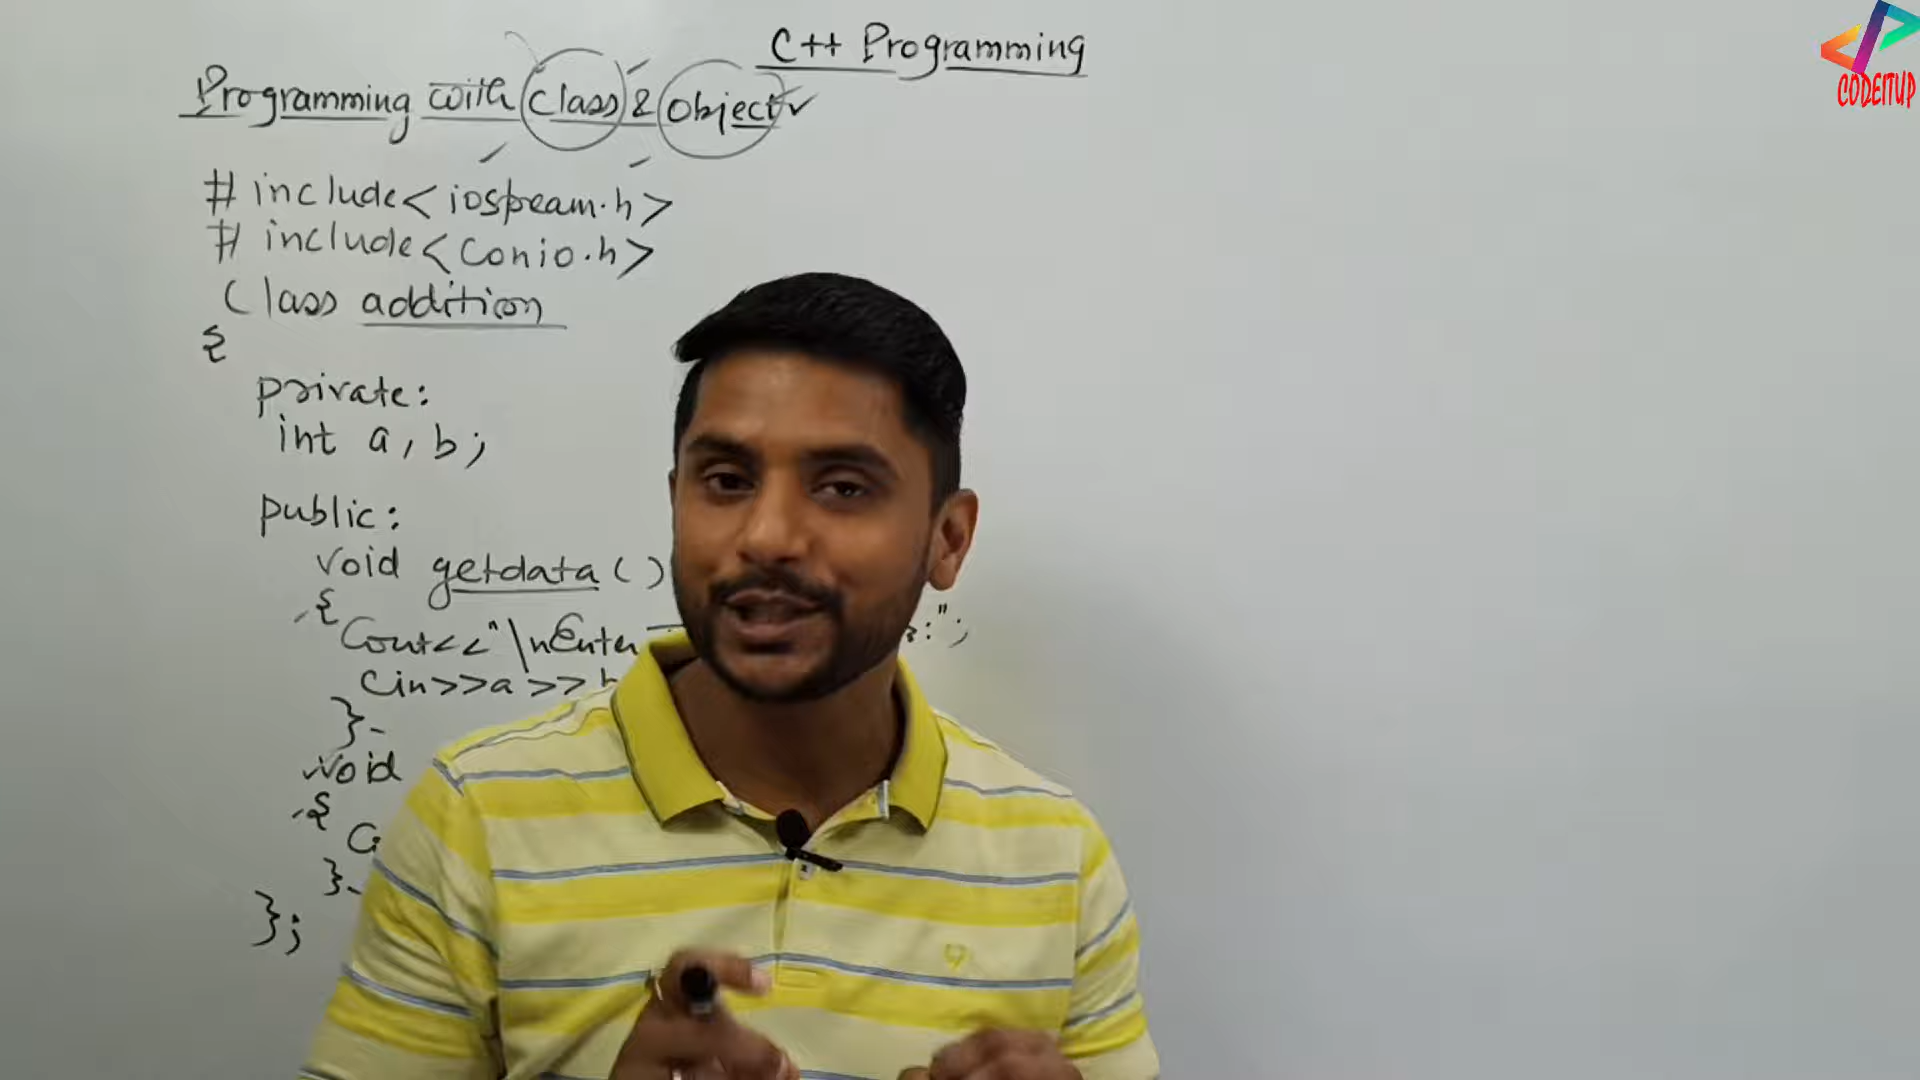 C++ Programming
CODEITUP
Programming with Class & Object
#include<iostream.h>
#include<conio.h>
Class addition
{
private:
int a, b;
public:
void getdata()
{
Cout<<"\nEnter :";
Cin>>a>>b
}
void
{
}
};